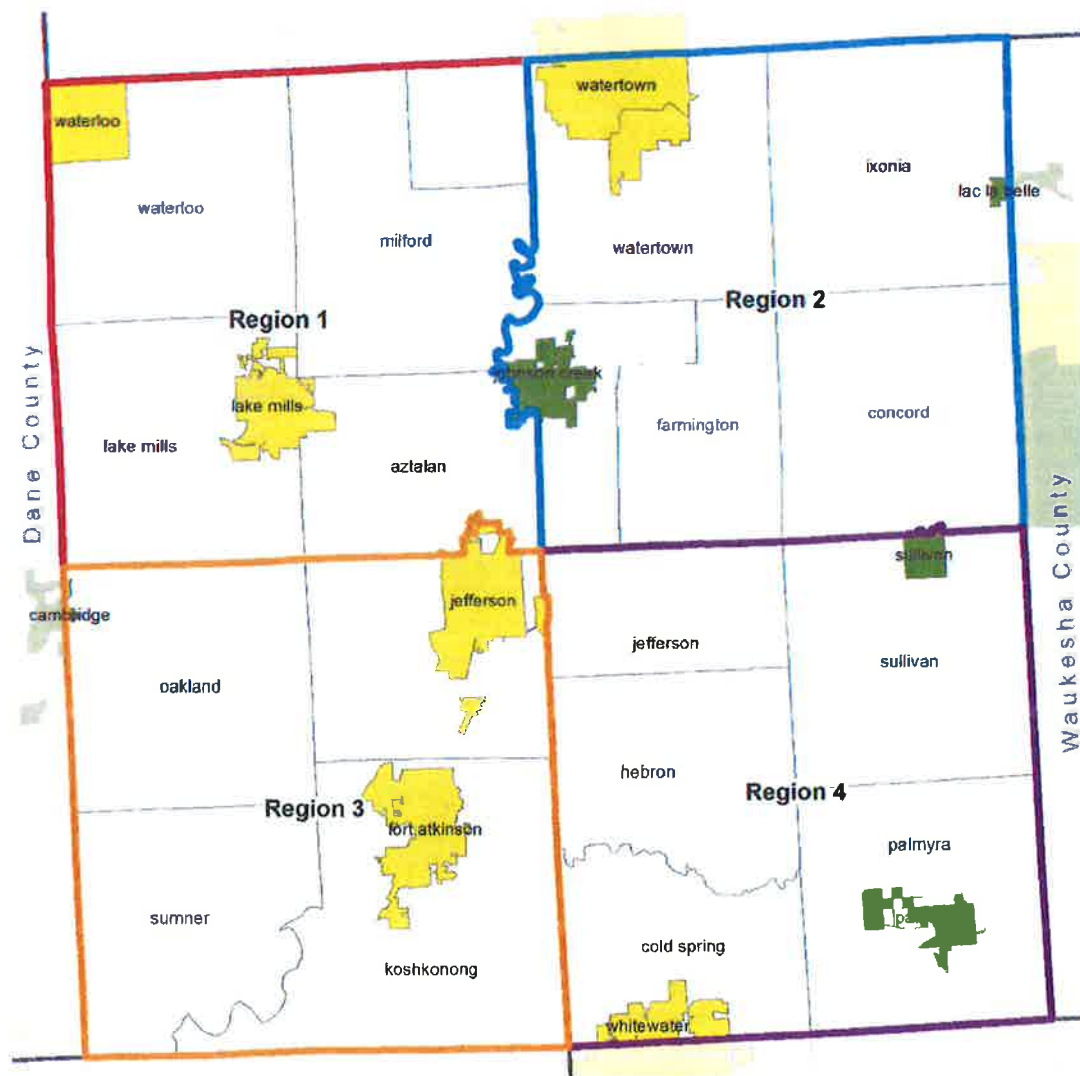 watertown
waterloo
ixonia
lac la belle
waterloo
milford
watertown
Region 1
Region 2
johnson creek
lake mills
concord
farmington
lake mills
aztalan
Dane County
Waukesha County
sullivan
jefferson
cambridge
jefferson
sullivan
oakland
hebron
Region 3
Region 4
fort atkinson
palmyra
sumner
pa
cold spring
koshkonong
whitewater